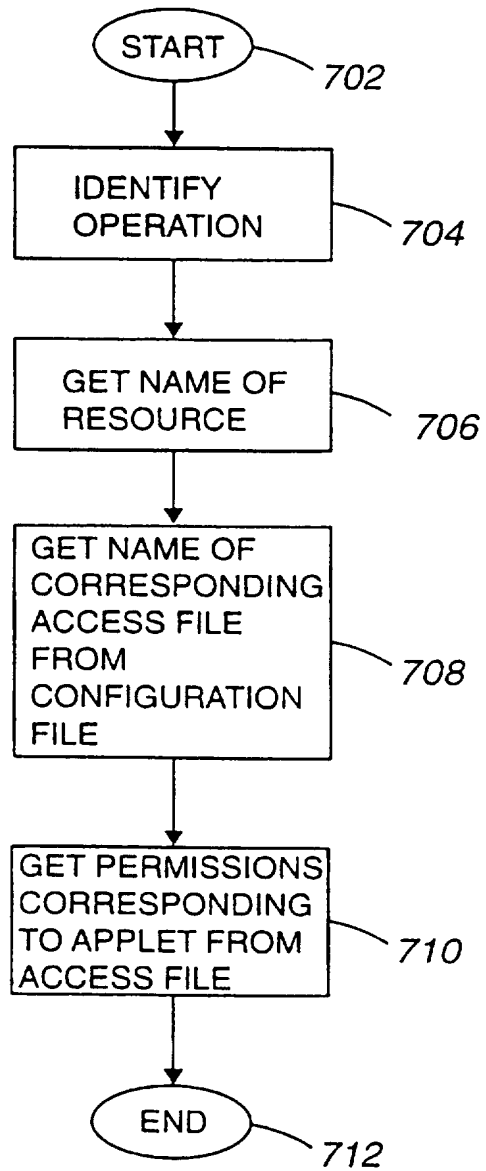 START
702
IDENTIFY
OPERATION
704
GET NAME OF
RESOURCE
706
GET NAME OF
CORRESPONDING
ACCESS FILE
FROM
CONFIGURATION
FILE
708
GET PERMISSIONS
CORRESPONDING
TO APPLET FROM
ACCESS FILE
710
END
712